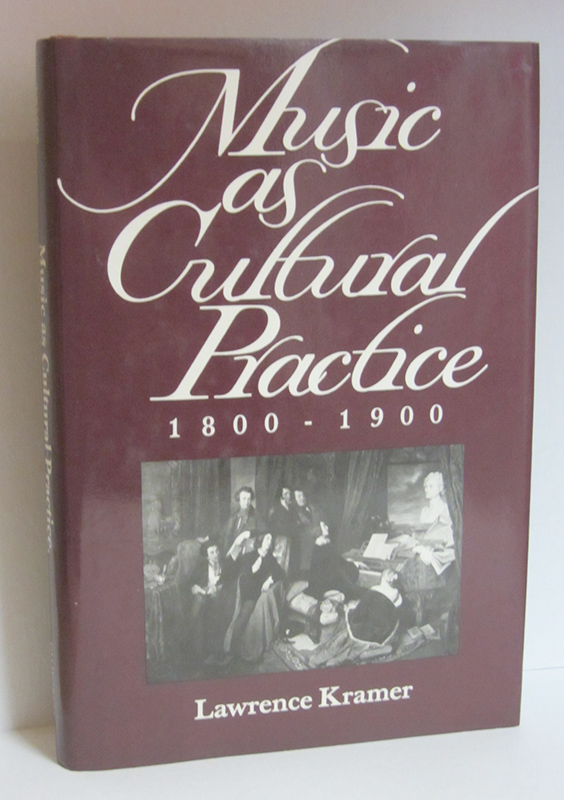 Music
as
Cultural
Practice
1800 - 1900
Lawrence Kramer
Music as Cultural Practice